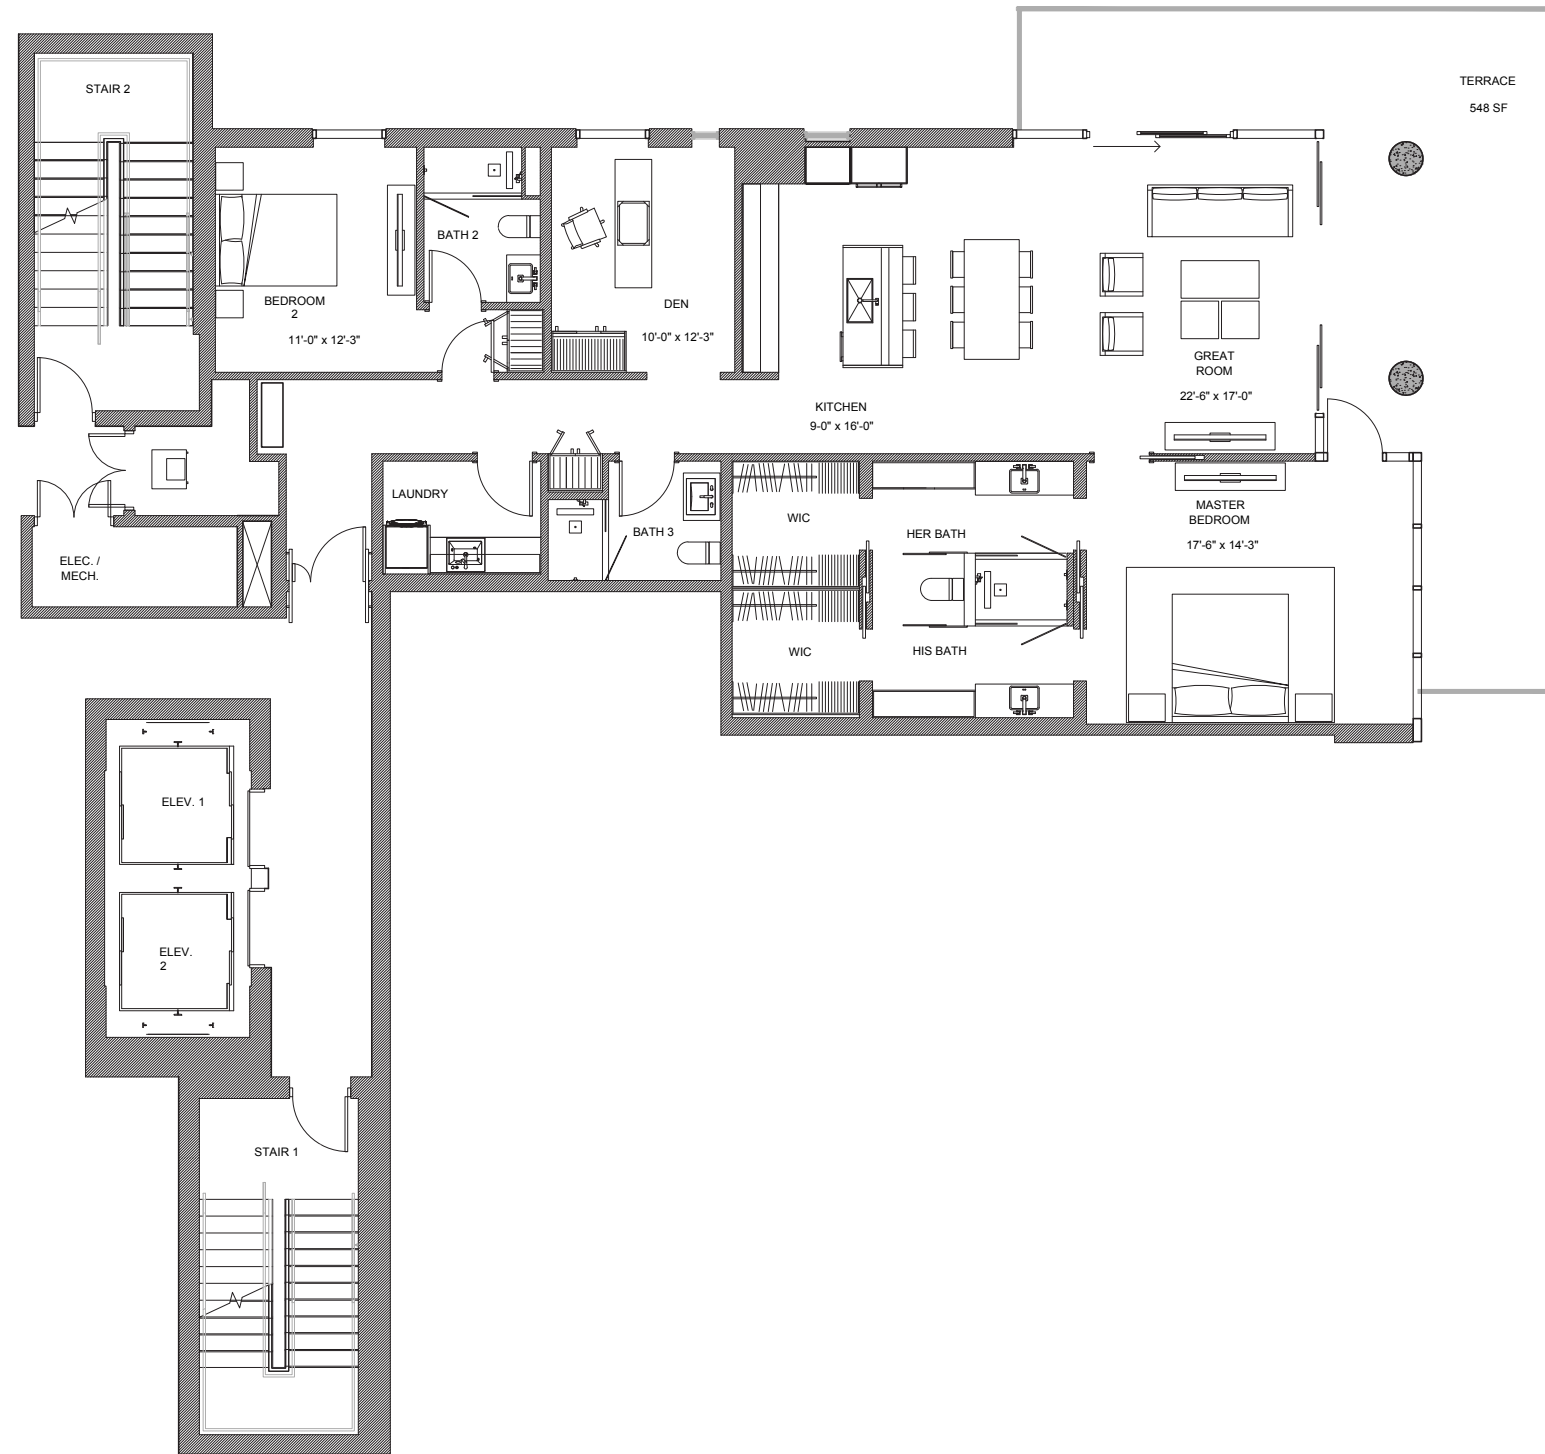 STAIR 2
TERRACE
548 SF
BATH 2
BEDROOM
2
11'-0" x 12'-3"
DEN
10'-0" x 12'-3"
GREAT
ROOM
22'-6" x 17'-0"
KITCHEN
9-0" x 16'-0"
LAUNDRY
WIC
BATH 3
HER BATH
MASTER
BEDROOM
17'-6" x 14'-3"
ELEC. /
MECH.
WIC
HIS BATH
ELEV. 1
ELEV.
2
STAIR 1